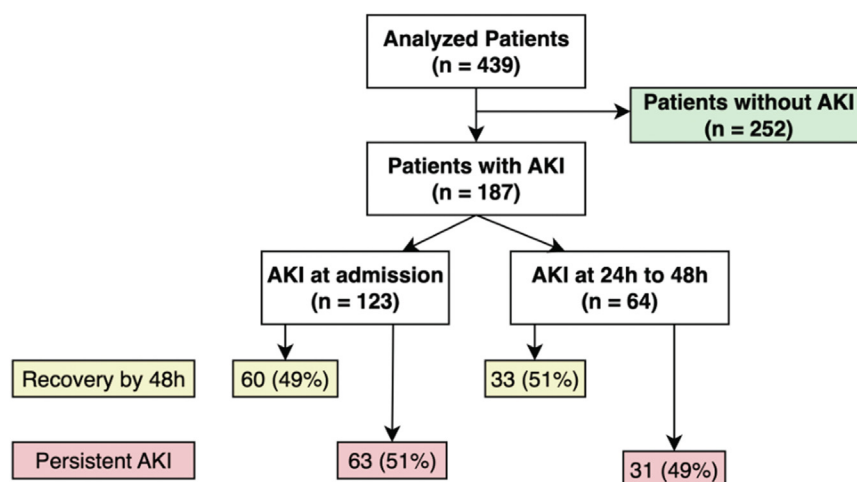 Analyzed Patients
(n = 439)
Patients without AKI
(n = 252)
Patients with AKI
(n = 187)
AKI at admission
(n = 123)
AKI at 24h to 48h
(n = 64)
Recovery by 48h
60 (49%)
33 (51%)
Persistent AKI
63 (51%)
31 (49%)